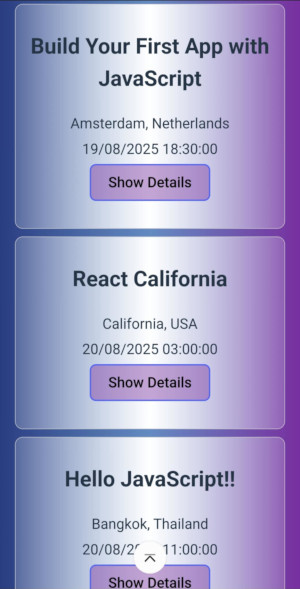 Build Your First App with
JavaScript
Amsterdam, Netherlands
19/08/2025 18:30:00
Show Details
React California
California, USA
20/08/2025 03:00:00
Show Details
Hello JavaScript!!
Bangkok, Thailand
20/08/2 11:00:00
Show Details